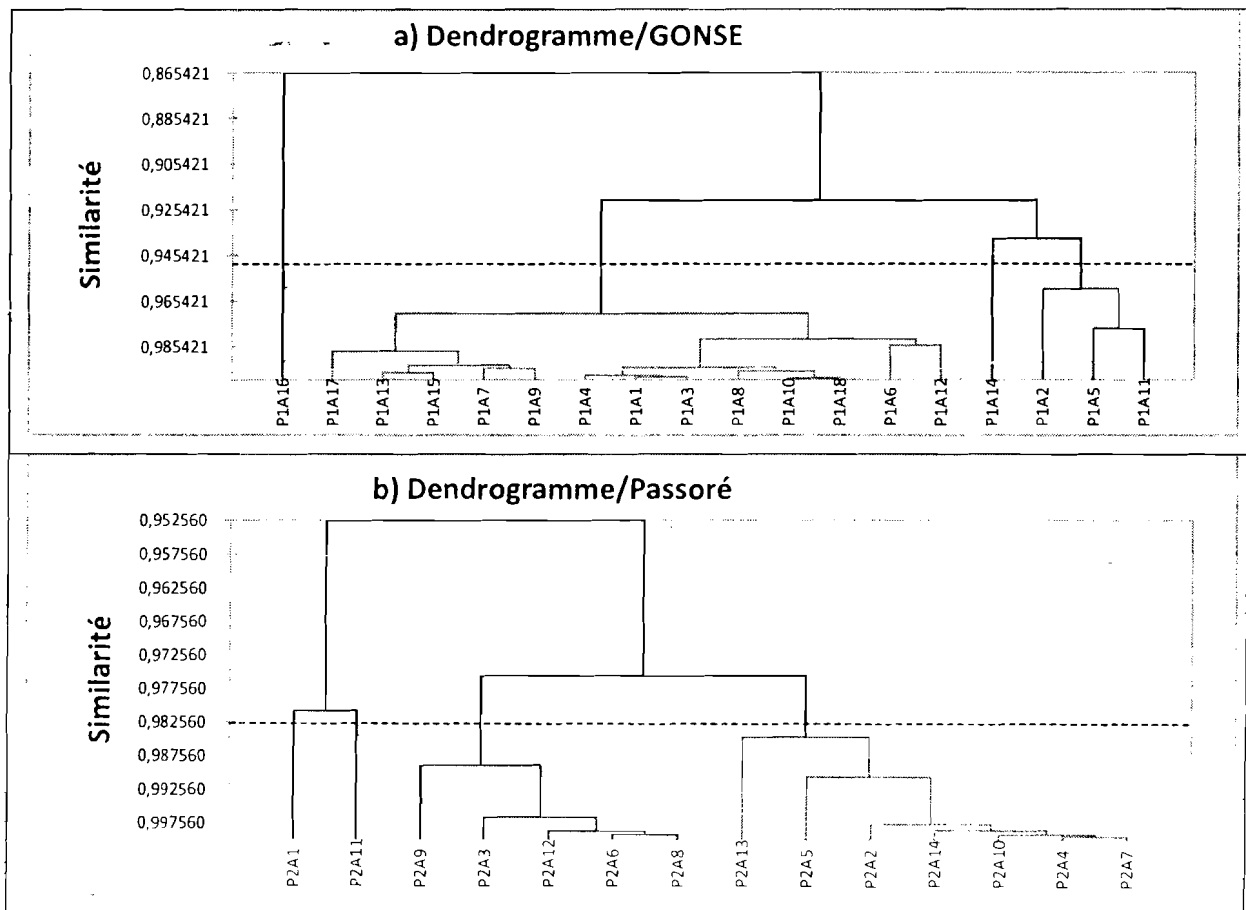 a) Dendrogramme/GONSE
Similarité
0,865421
0,885421
0,905421
0,925421
0,945421
0,965421
0,985421
P1A16
P1A17
P1A13
P1A15
P1A7
P1A9
P1A4
P1A1
P1A3
P1A8
P1A10
P1A18
P1A6
P1A12
P1A14
P1A2
P1A5
P1A11
b) Dendrogramme/Passoré
Similarité
0,952560
0,957560
0,962560
0,967560
0,972560
0,977560
0,982560
0,987560
0,992560
0,997560
P2A1
P2A11
P2A9
P2A3
P2A12
P2A6
P2A8
P2A13
P2A5
P2A2
P2A14
P2A10
P2A4
P2A7